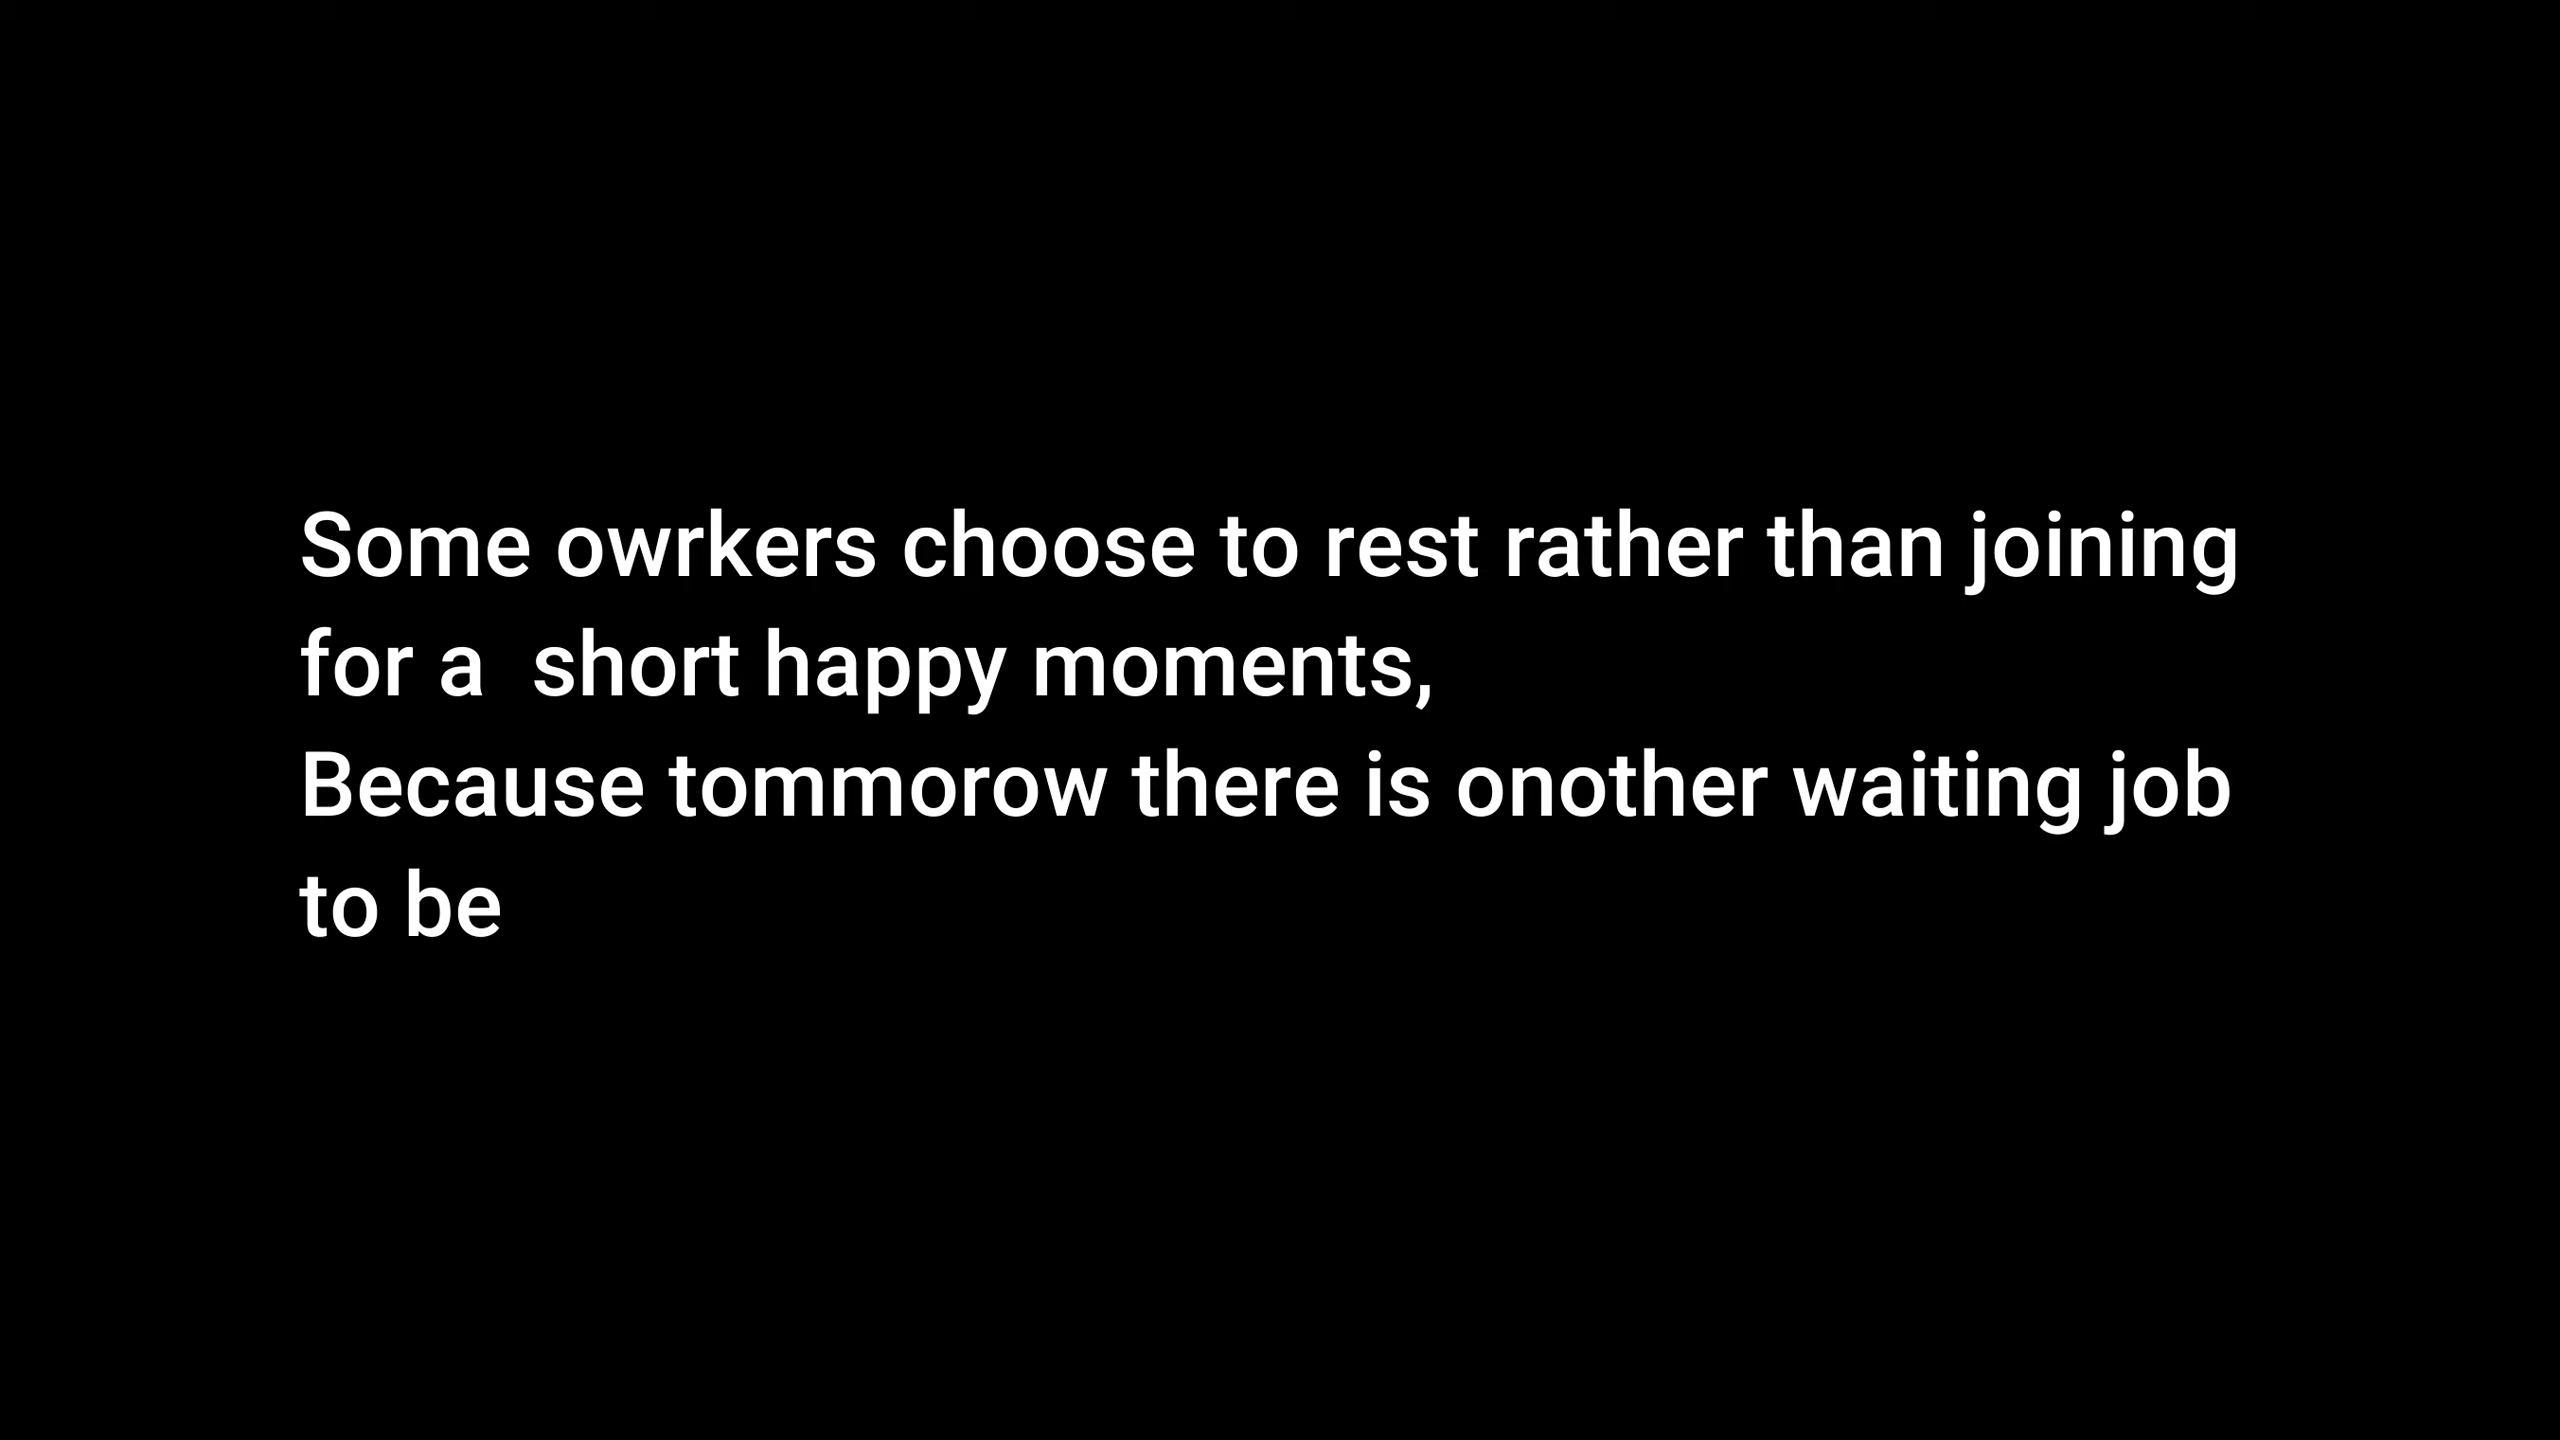 Some owrkers choose to rest rather than joining
for a  short happy moments,
Because tommorow there is onother waiting job
to be